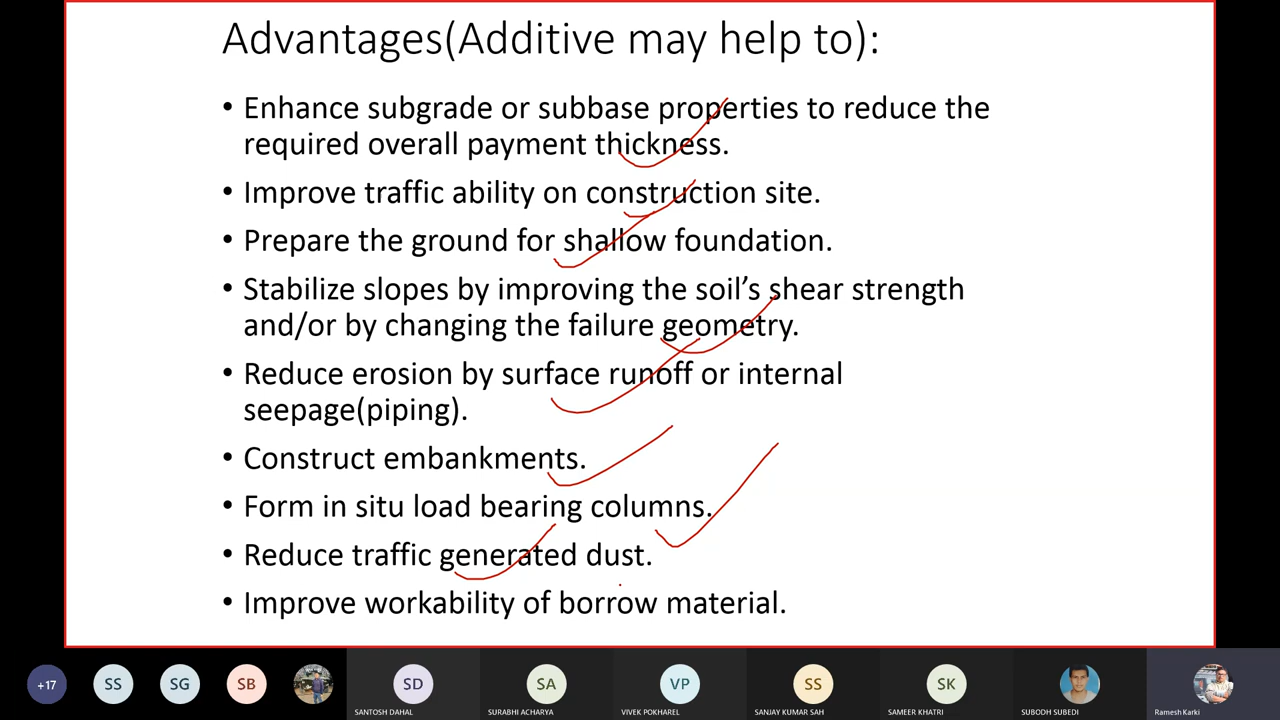 Advantages(Additive may help to):
• Enhance subgrade or subbase properties to reduce the
required overall payment thickness.
• Improve traffic ability on construction site.
• Prepare the ground for shallow foundation.
• Stabilize slopes by improving the soil’s shear strength
and/or by changing the failure geometry.
• Reduce erosion by surface runoff or internal
seepage(piping).
• Construct embankments.
• Form in situ load bearing columns.
• Reduce traffic generated dust.
• Improve workability of borrow material.
+17 SS SG SB SD SA VP SS SK
SANTOSH DAHAL SURABHI ACHARYA VIVEK POKHAREL SANJAY KUMAR SAH SAMEER KHATRI SUBODH SUBEDI Ramesh Karki